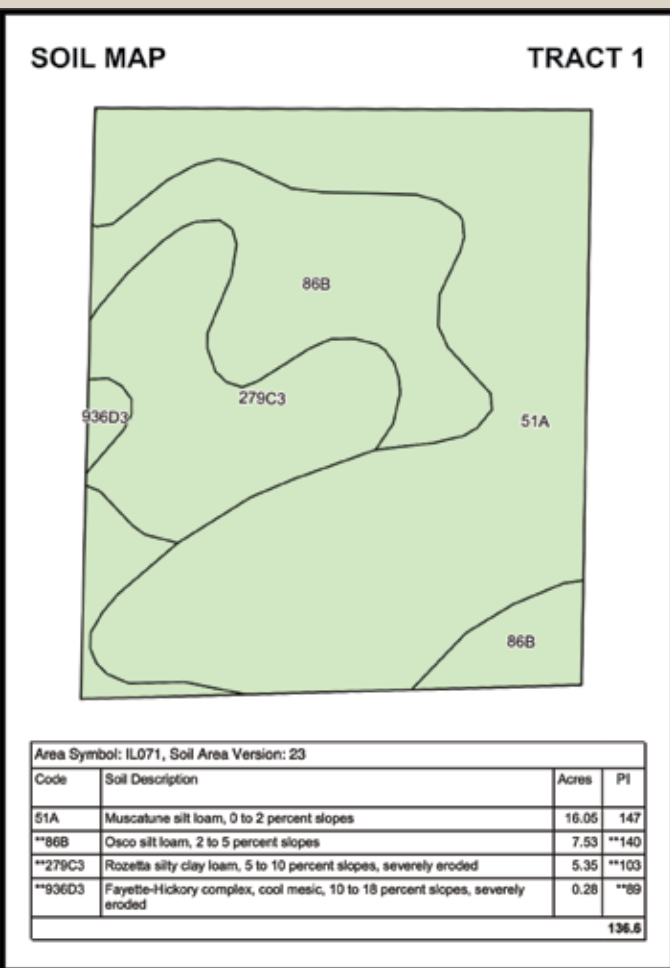 SOIL MAP TRACT 1
86B
279C3
936D3
51A
86B
Area Symbol: IL071, Soil Area Version: 23
Code Soil Description Acres PI
51A Muscatune silt loam, 0 to 2 percent slopes 16.05 147
**86B Osco silt loam, 2 to 5 percent slopes 7.53 **140
**279C3 Rozetta silty clay loam, 5 to 10 percent slopes, severely eroded 5.35 **103
**936D3 Fayette-Hickory complex, cool mesic, 10 to 18 percent slopes, severely 0.28 **89
eroded
136.6